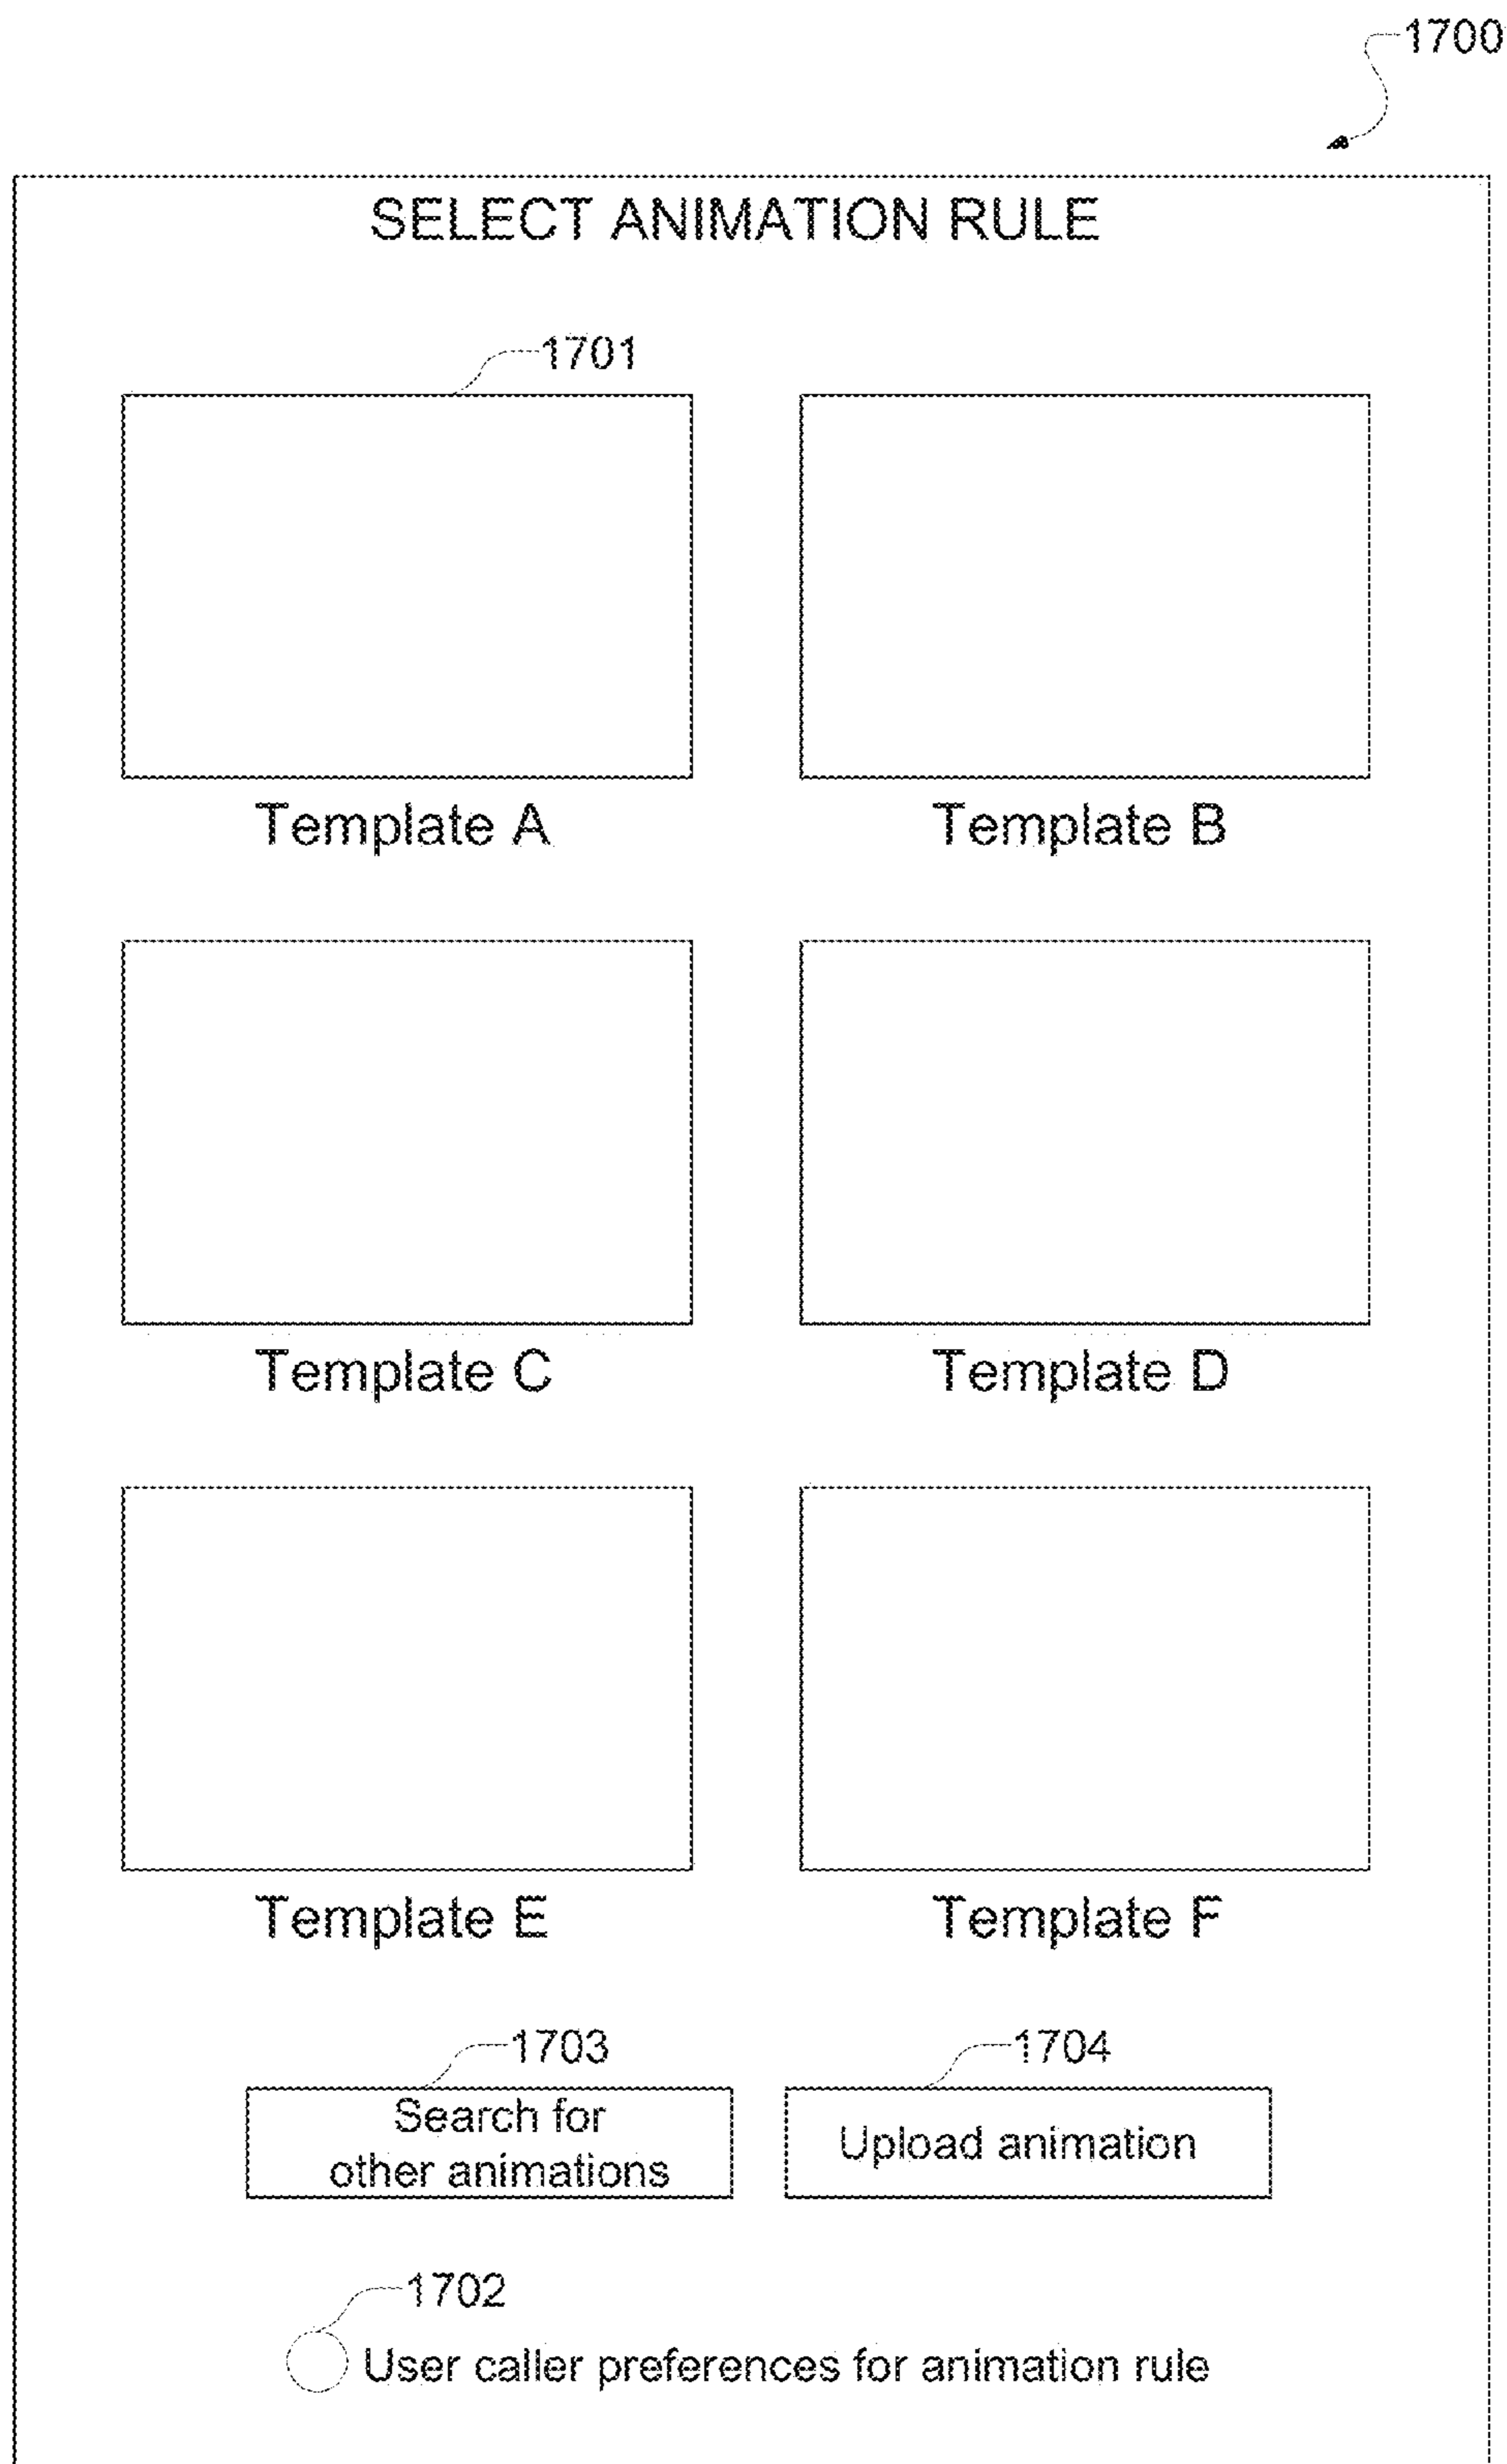 1700
SELECT ANIMATION RULE
1701
Template A
Template B
Template C
Template D
Template E
Template F
1703
1704
Search for
other animations
Upload animation
1702
User caller preferences for animation rule